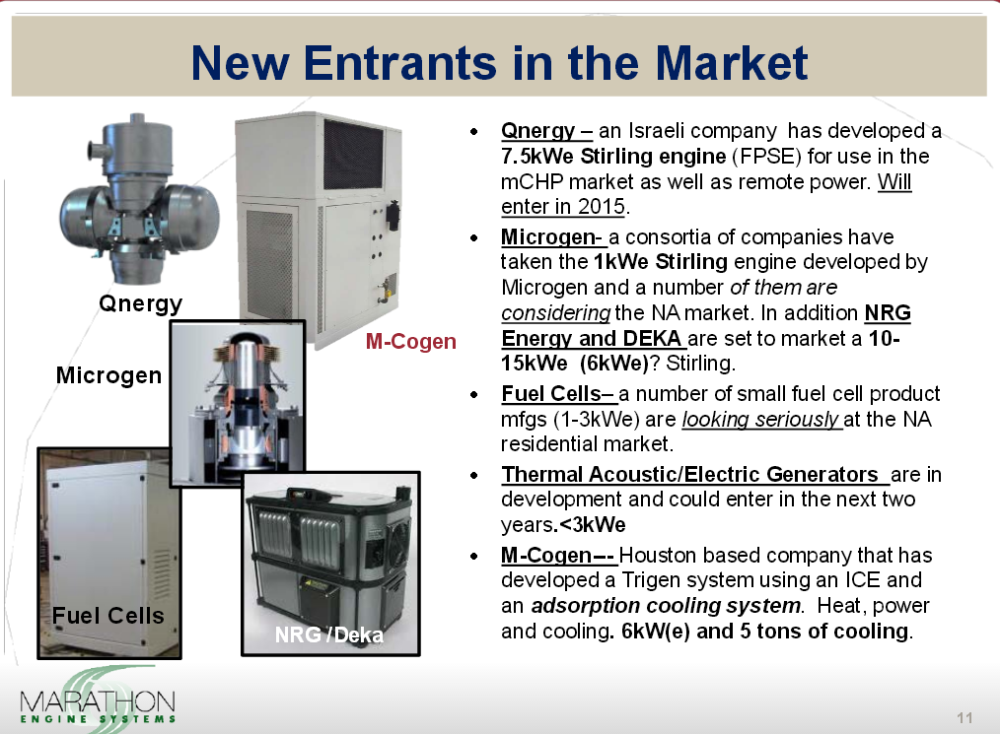 New Entrants in the Market
Qnergy
M-Cogen
Microgen
Fuel Cells
NRG /Deka
• Qnergy – an Israeli company has developed a
7.5kWe Stirling engine (FPSE) for use in the
mCHP market as well as remote power. Will
enter in 2015.
• Microgen- a consortia of companies have
taken the 1kWe Stirling engine developed by
Microgen and a number of them are
considering the NA market. In addition NRG
Energy and DEKA are set to market a 10-
15kWe (6kWe)? Stirling.
• Fuel Cells– a number of small fuel cell product
mfgs (1-3kWe) are looking seriously at the NA
residential market.
• Thermal Acoustic/Electric Generators are in
development and could enter in the next two
years.<3kWe
• M-Cogen--- Houston based company that has
developed a Trigen system using an ICE and
an adsorption cooling system. Heat, power
and cooling. 6kW(e) and 5 tons of cooling.
MARATHON
ENGINE SYSTEMS
11